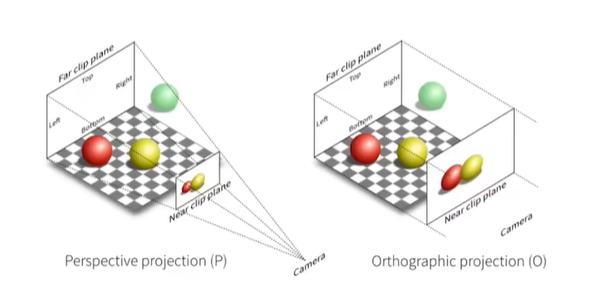 Far clip plane
Top
Right
Left
Bottom
Near clip plane
Camera
Perspective projection (P)
Far clip plane
Top
Right
Left
Bottom
Near clip plane
Camera
Orthographic projection (O)